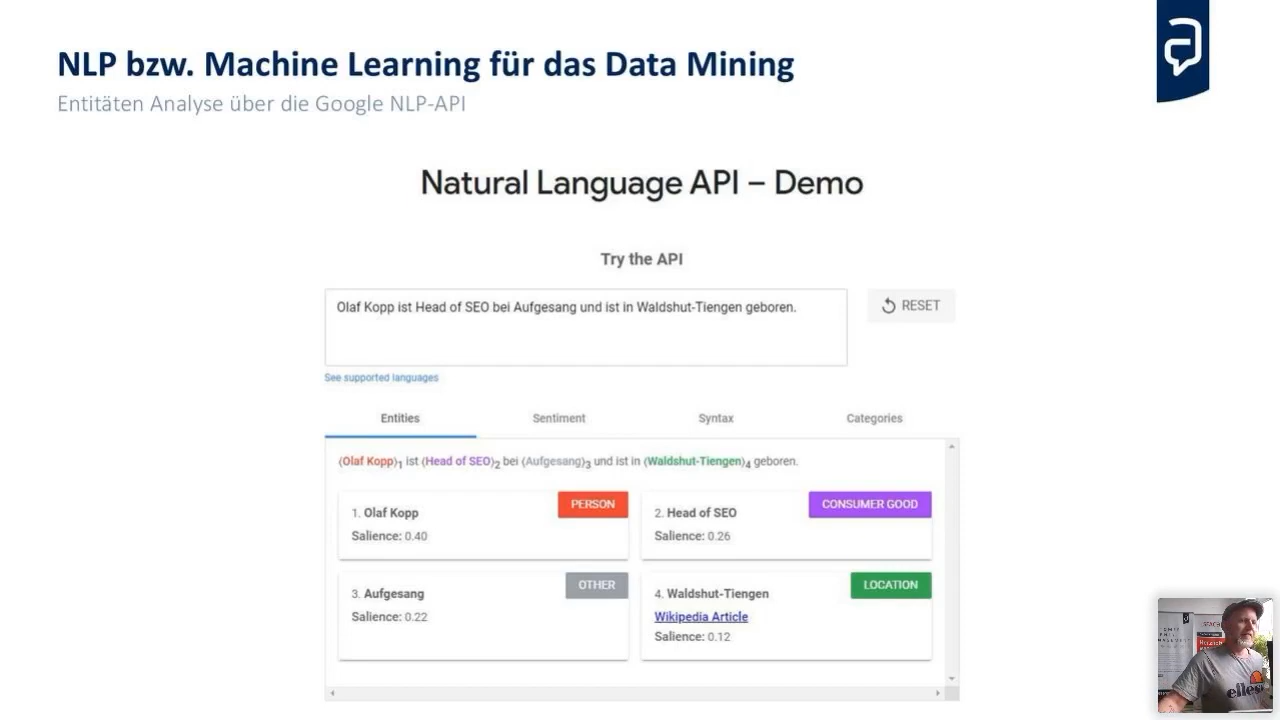 NLP bzw. Machine Learning für das Data Mining
Entitäten Analyse über die Google NLP-API
Natural Language API – Demo
Try the API
Olaf Kopp ist Head of SEO bei Aufgesang und ist in Waldshut-Tiengen geboren.
RESET
See supported languages
Entities Sentiment Syntax Categories
(Olaf Kopp)1 ist (Head of SEO)2 bei (Aufgesang)3 und ist in (Waldshut-Tiengen)4 geboren.
1. Olaf Kopp PERSON
Salience: 0.40
2. Head of SEO CONSUMER GOOD
Salience: 0.26
3. Aufgesang OTHER
Salience: 0.22
4. Waldshut-Tiengen LOCATION
Wikipedia Article
Salience: 0.12